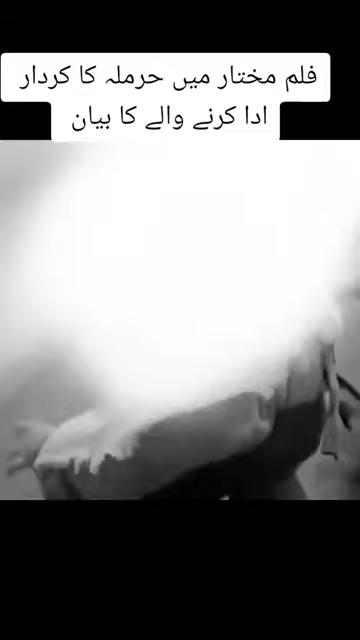 فلم مختار میں حرملہ کا کردار
ادا کرنے والے کا بیان